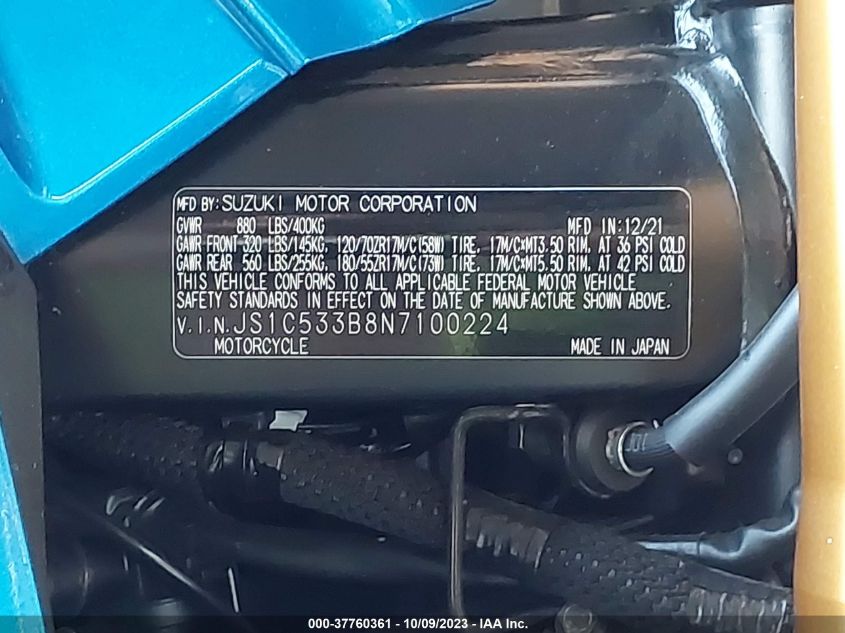 MFD BY: SUZUKI MOTOR CORPORATION
GVWR 880 LBS/400KG MFD IN: 12/21
GAWR FRONT 320 LBS/145KG, 120/70ZR17M/C(58W) TIRE, 17M/C×MT3.50 RIM, AT 36 PSI COLD
GAWR REAR 560 LBS/255KG, 180/55ZR17M/C(73W) TIRE, 17M/C×MT5.50 RIM, AT 42 PSI COLD
THIS VEHICLE CONFORMS TO ALL APPLICABLE FEDERAL MOTOR VEHICLE
SAFETY STANDARDS IN EFFECT ON THE DATE OF MANUFACTURE SHOWN ABOVE.
V.I.N. JS1C533B8N7100224
MOTORCYCLE MADE IN JAPAN
000-37760361 - 10/09/2023 - IAA Inc.